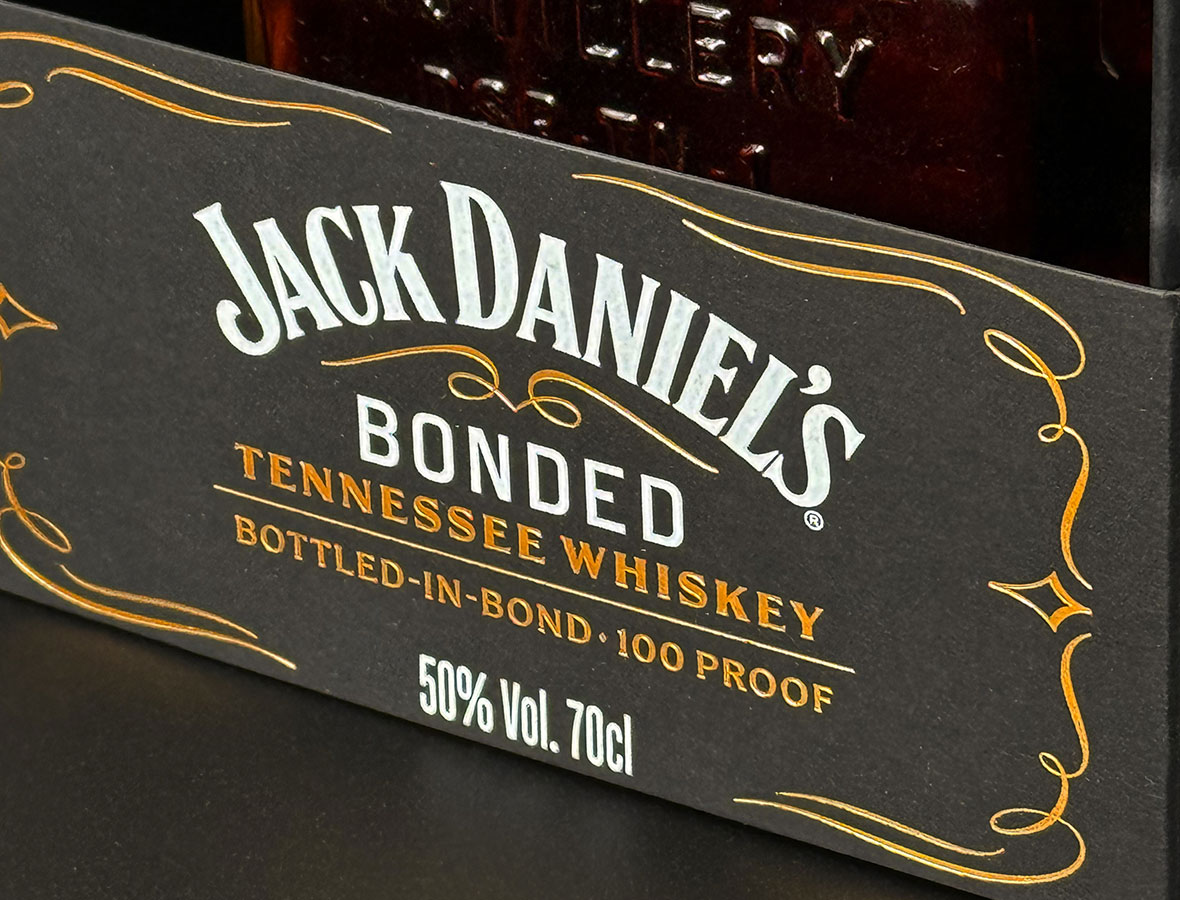 JACK DANIEL'S®
BONDED
TENNESSEE WHISKEY
BOTTLED-IN-BOND · 100 PROOF
50% Vol. 70cl